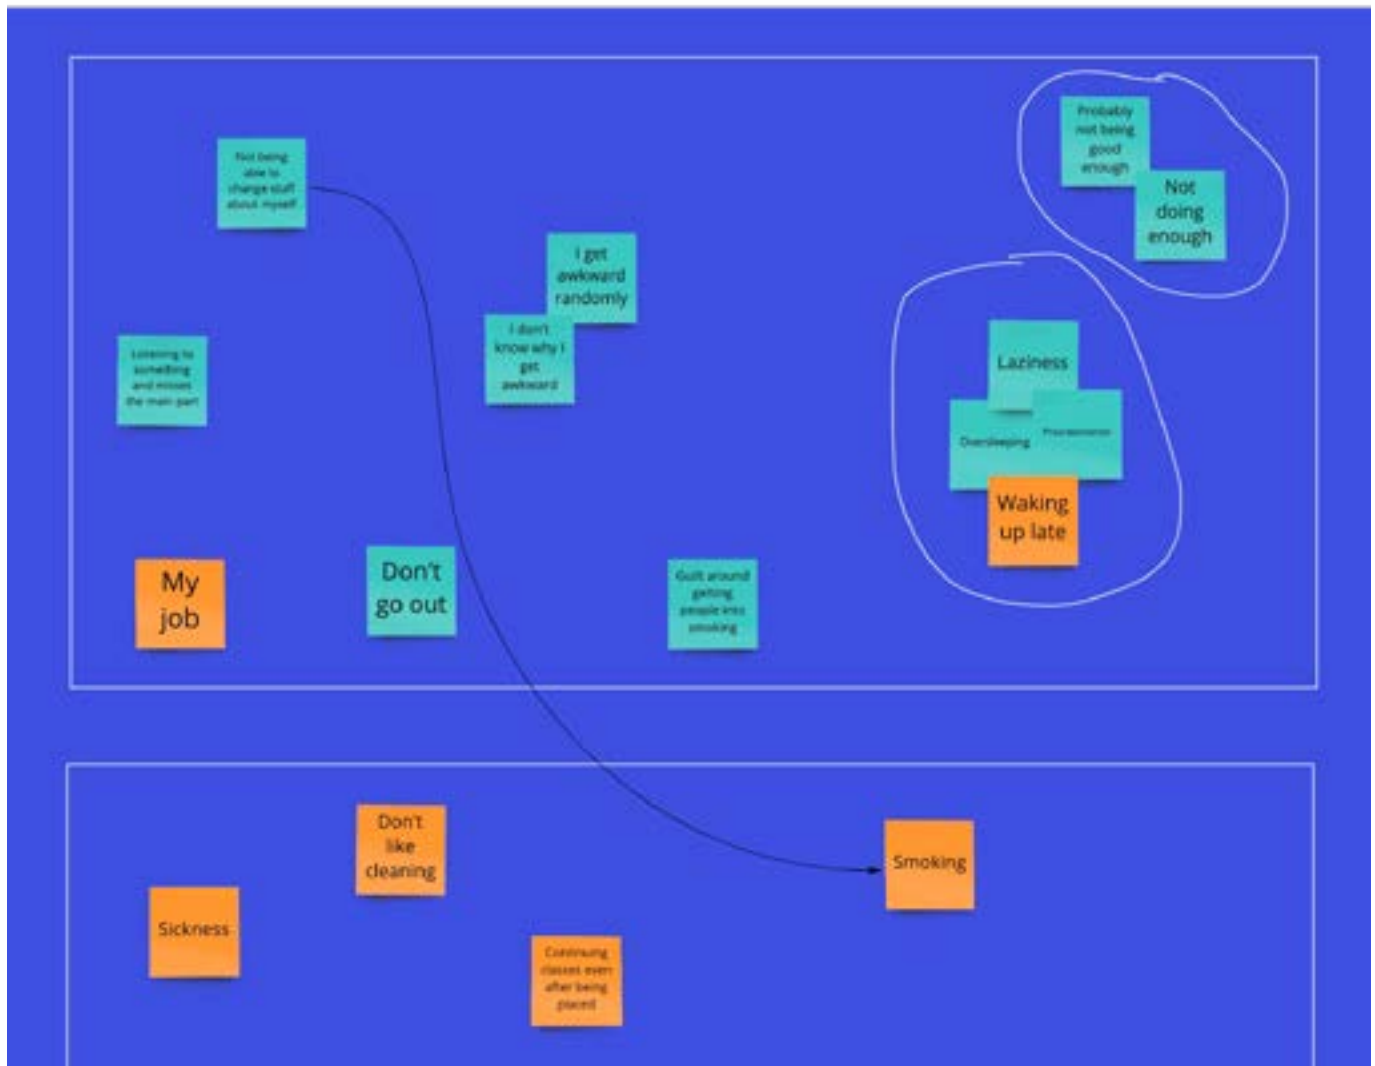 Probably
not being
good
enough
Not
doing
enough
Not being
able to
change stuff
about myself
I get
awkward
randomly
I don't
know why I
get
awkward
Listening to
something
and misses
the main part
Laziness
Oversleeping
Procrastination
Waking
up late
My
job
Don't
go out
Guilt around
getting
people into
smoking
Don't
like
cleaning
Smoking
Sickness
Continuing
classes even
after being
placed